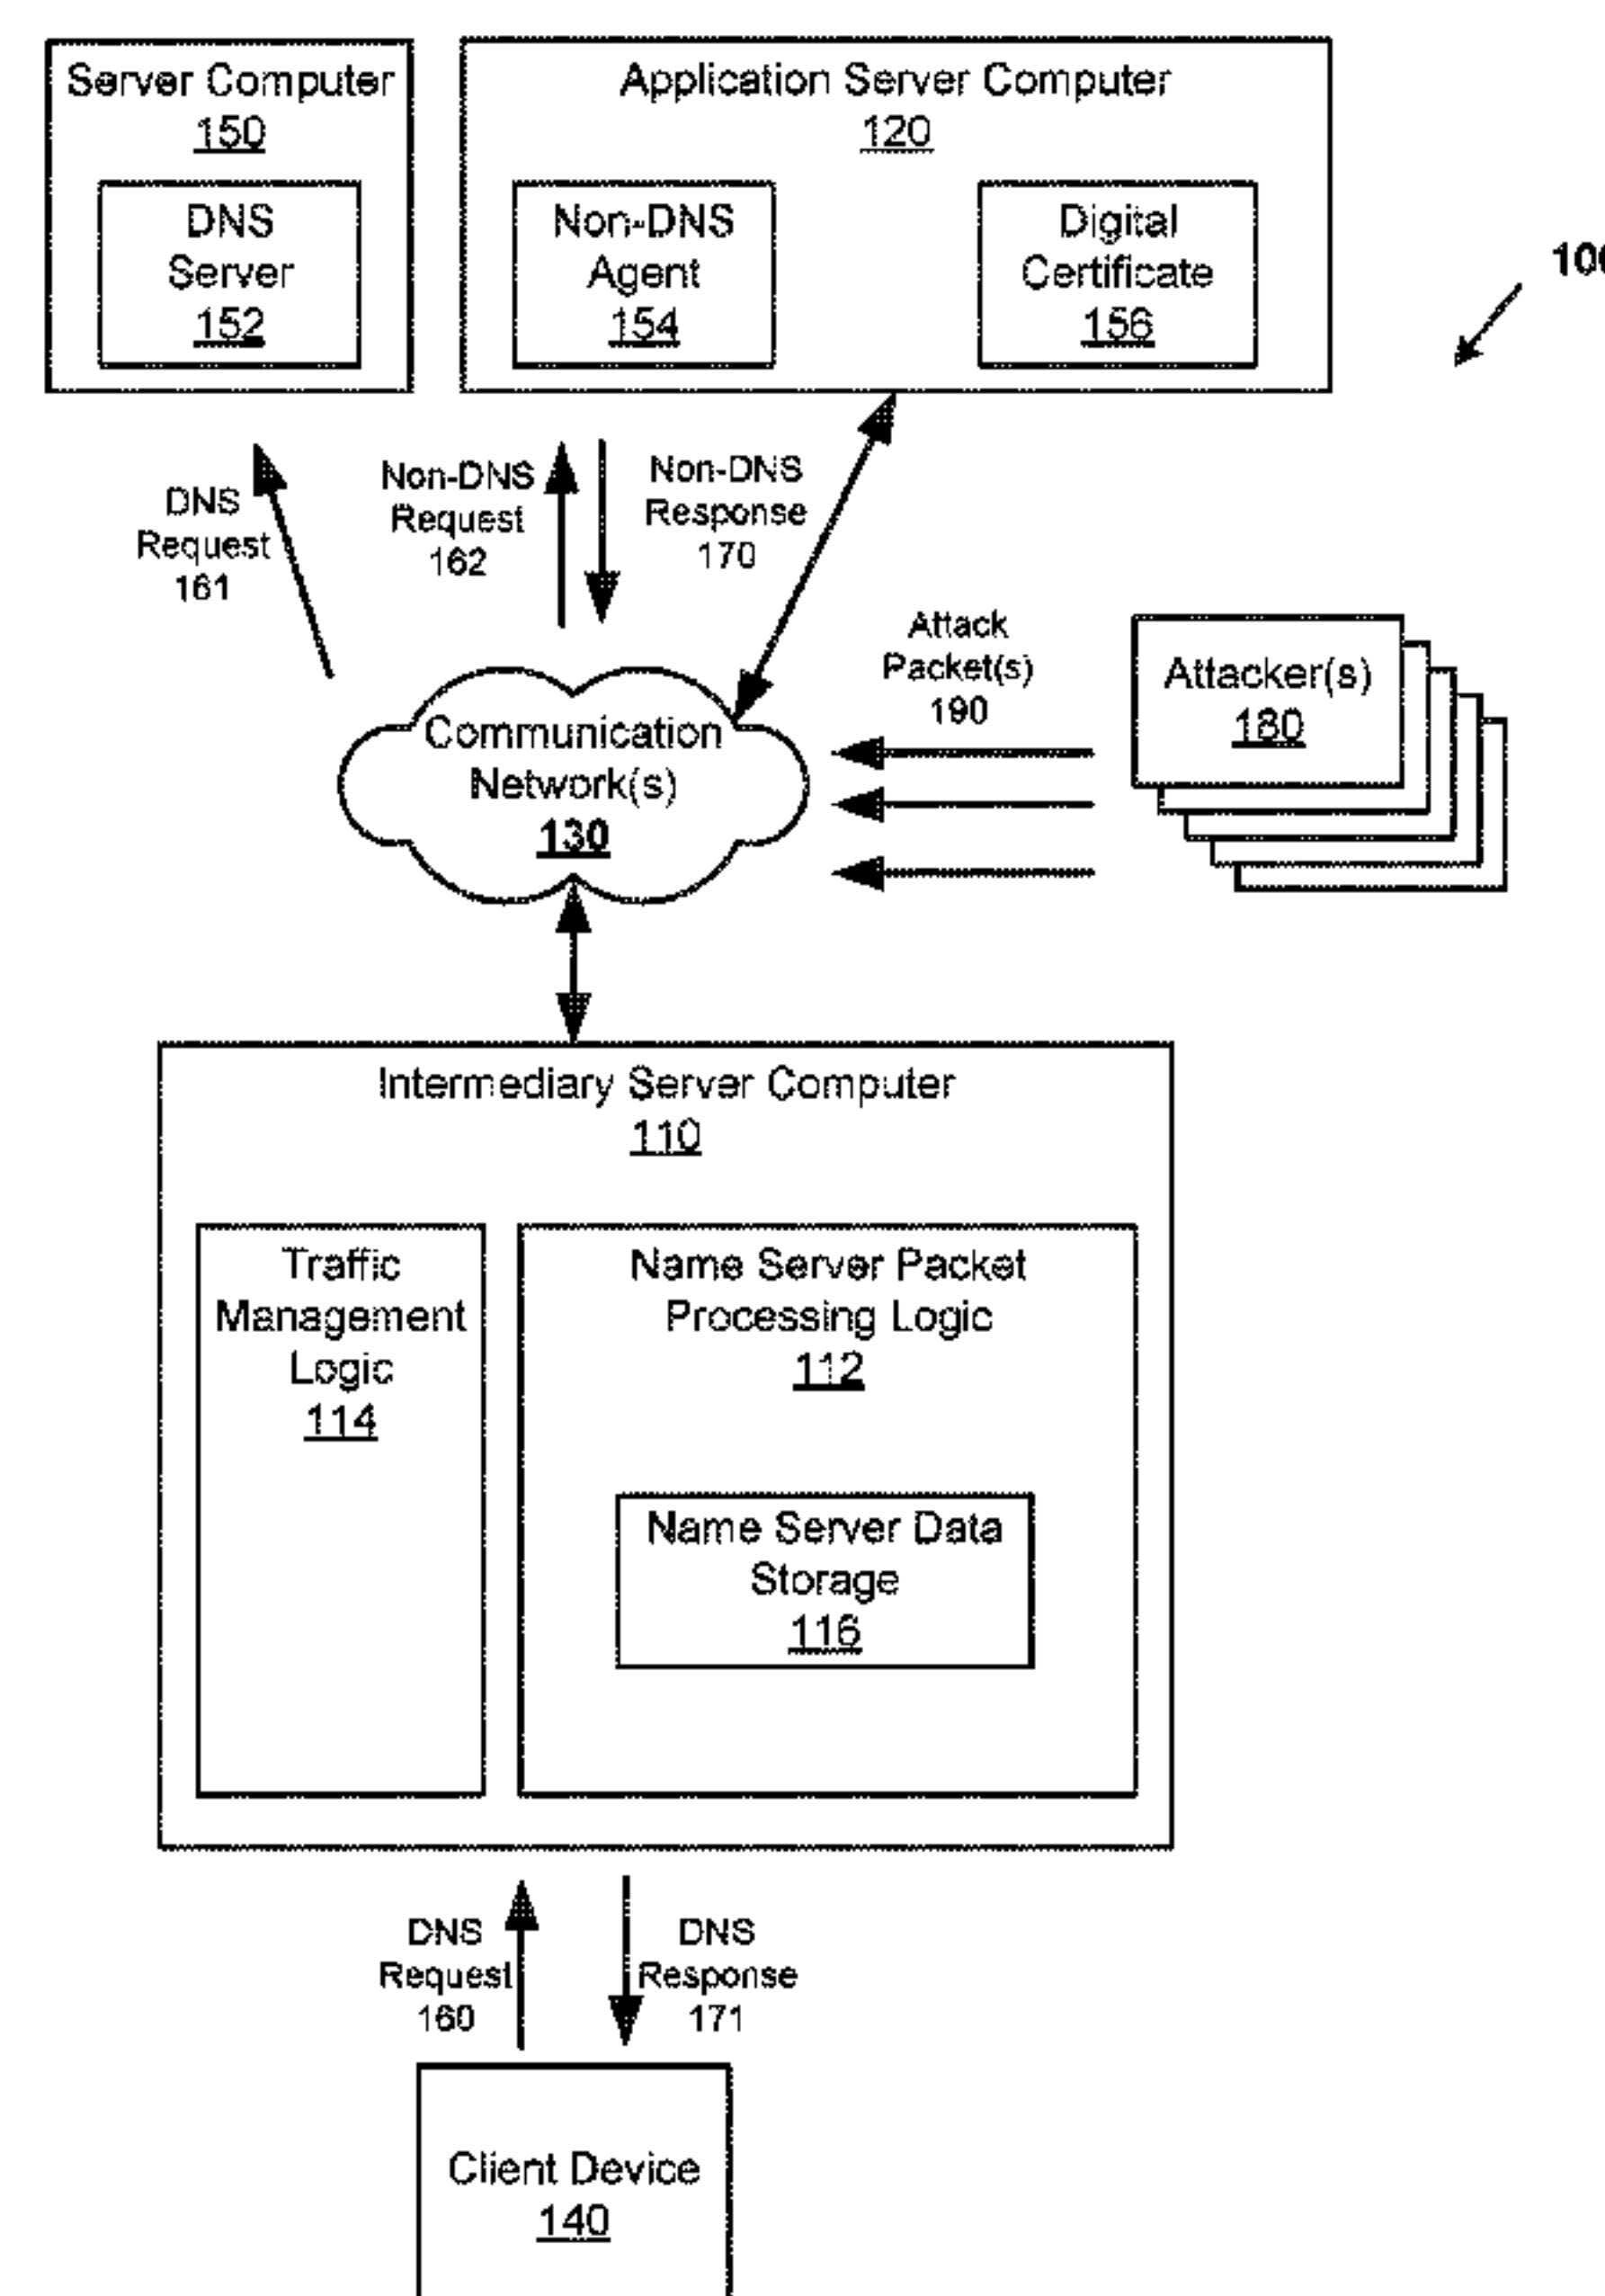 Server Computer
150
DNS
Server
152
Application Server Computer
120
Non-DNS
Agent
154
Digital
Certificate
156
DNS
Request
161
Non-DNS
Request
162
Non-DNS
Response
170
Attack
Packet(s)
190
Attacker(s)
180
Communication
Network(s)
130
Intermediary Server Computer
110
Traffic
Management
Logic
114
Name Server Packet
Processing Logic
112
Name Server Data
Storage
116
DNS
Request
160
DNS
Response
171
Client Device
140